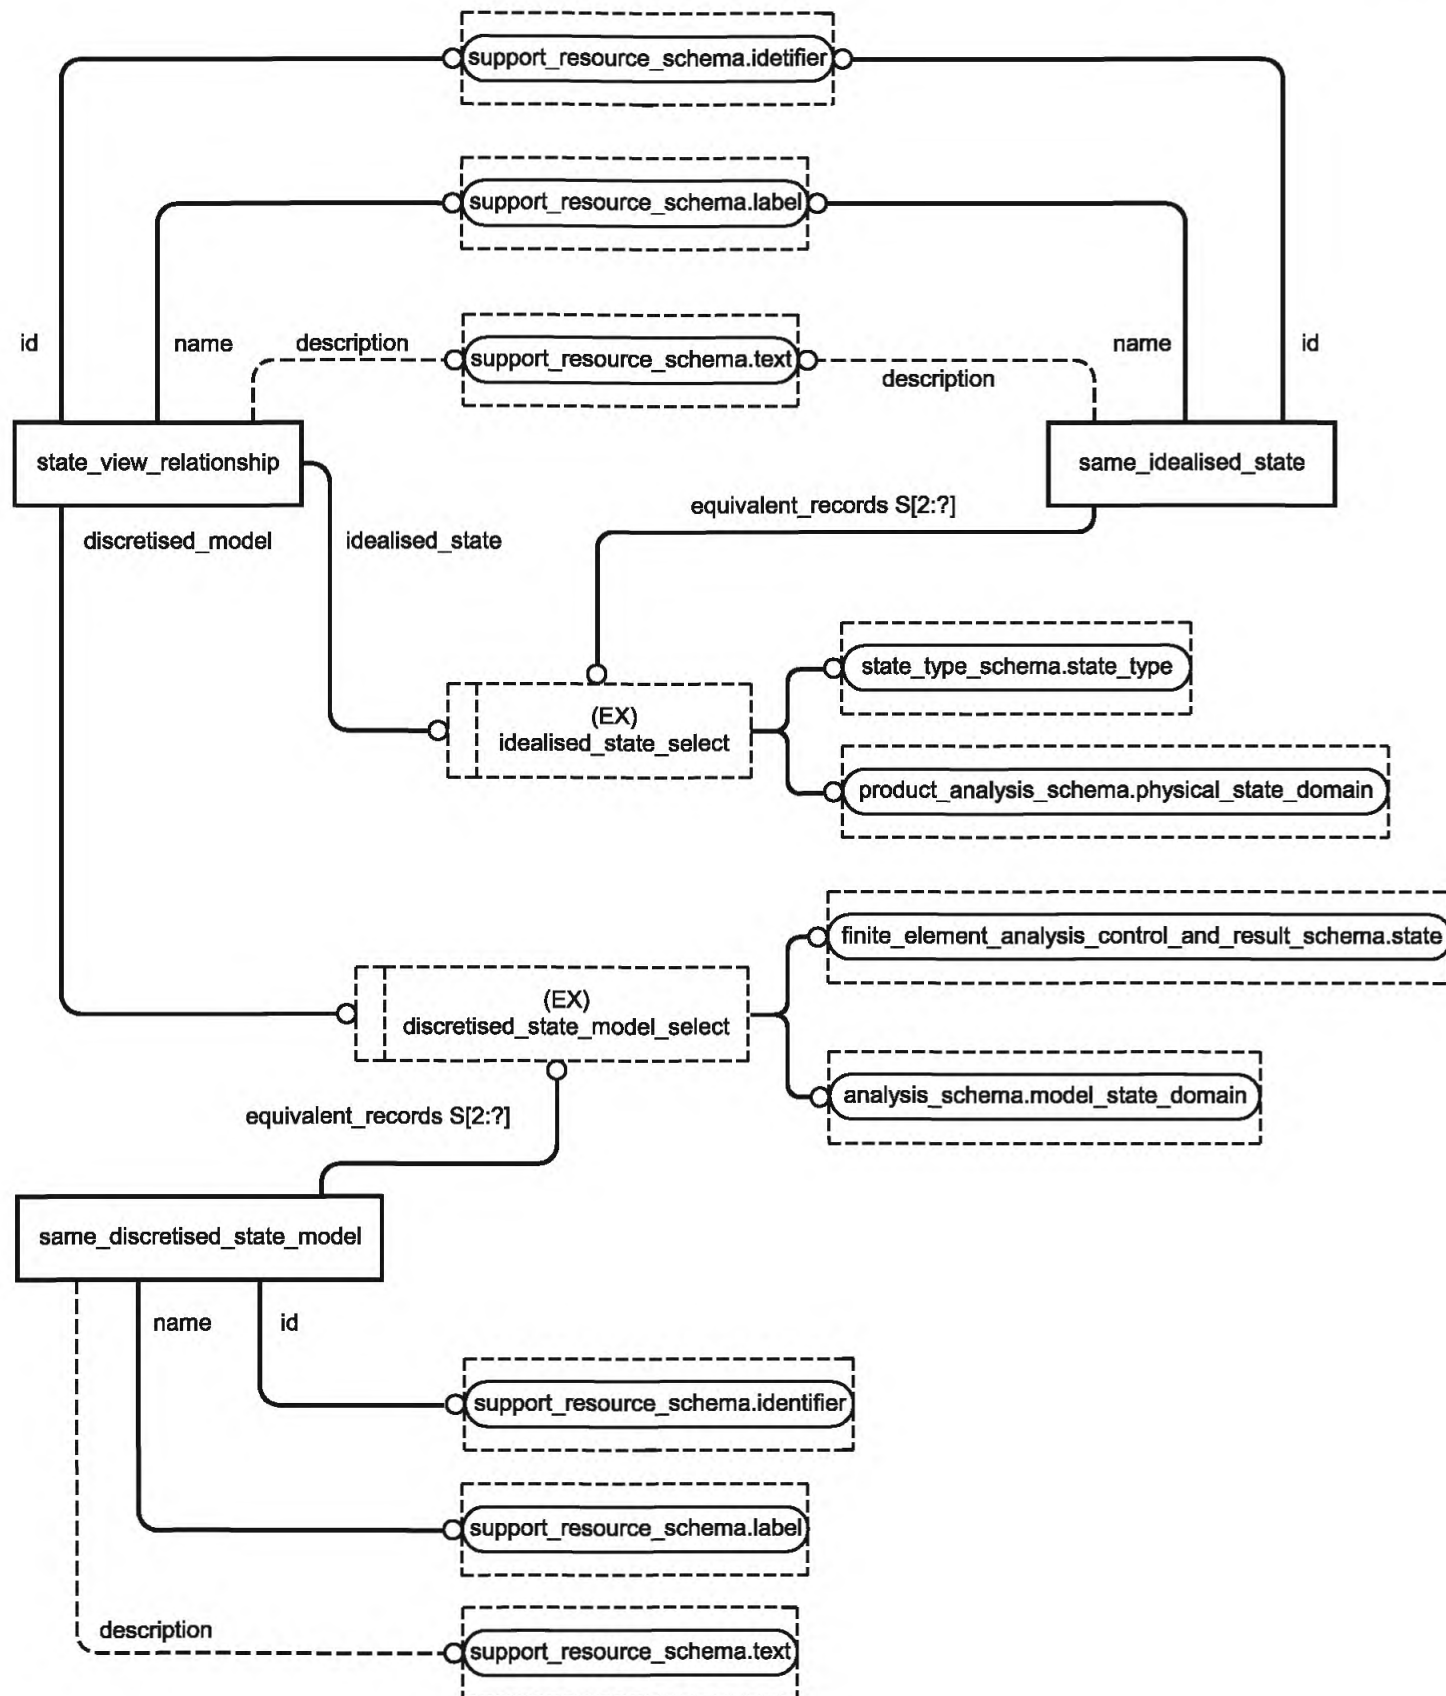 support_resource_schema.idetifier
support_resource_schema.label
id
name
description
support_resource_schema.text
description
name
id
state_view_relationship
same_idealised_state
equivalent_records S[2:?]
discretised_model
idealised_state
state_type_schema.state_type
(EX)
idealised_state_select
product_analysis_schema.physical_state_domain
finite_element_analysis_control_and_result_schema.state
(EX)
discretised_state_model_select
analysis_schema.model_state_domain
equivalent_records S[2:?]
same_discretised_state_model
name
id
support_resource_schema.identifier
support_resource_schema.label
description
support_resource_schema.text